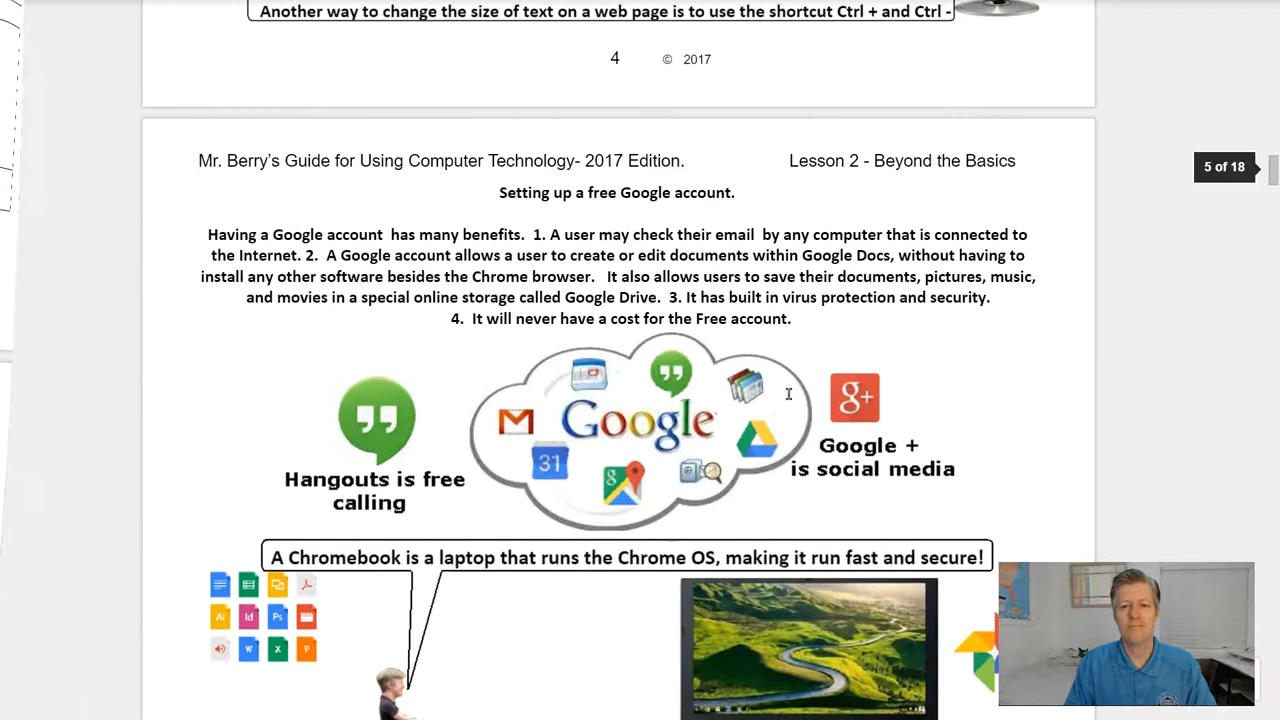 Another way to change the size of text on a web page is to use the shortcut Ctrl + and Ctrl -
4 © 2017
Mr. Berry's Guide for Using Computer Technology- 2017 Edition. Lesson 2 - Beyond the Basics
5 of 18
Setting up a free Google account.
Having a Google account has many benefits. 1. A user may check their email by any computer that is connected to
the Internet. 2. A Google account allows a user to create or edit documents within Google Docs, without having to
install any other software besides the Chrome browser. It also allows users to save their documents, pictures, music,
and movies in a special online storage called Google Drive. 3. It has built in virus protection and security.
4. It will never have a cost for the Free account.
Google
31
g
g+
Hangouts is free
calling
Google +
is social media
A Chromebook is a laptop that runs the Chrome OS, making it run fast and secure!
Ai Id Ps
W X P